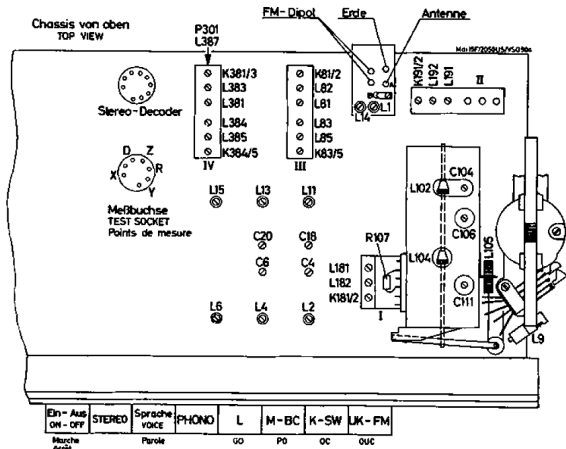 Chassis von oben
TOP VIEW
P301
L387
FM-Dipol
Erde
Antenne
K381/3
L383
L381
L384
L385
K384/5
IV
K81/2
L82
L81
L83
L85
K83/5
III
A
L14
L1
K191/2
L192
L191
II
Stereo-Decoder
D
Z
X
R
Y
Meßbuchse
TEST SOCKET
Points de mesure
L15
L13
L11
C20
C18
C6
C4
L6
L4
L2
R107
L181
L182
K181/2
I
L102
C104
C106
L104
C111
L105
L9
Ein-Aus
ON-OFF
STEREO
Sprache
VOICE
PHONO
L
M-BC
K-SW
UK-FM
Marche
Arrêt
Parole
GO
PO
OC
OUC